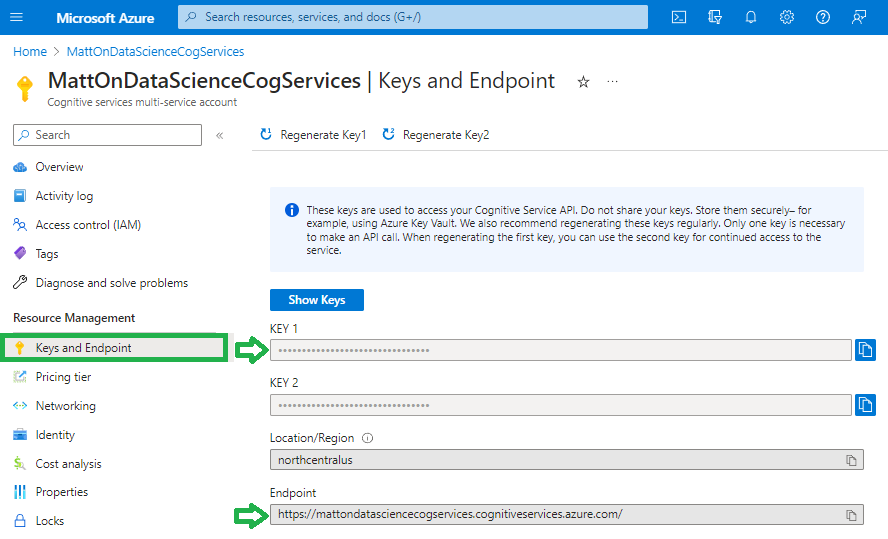 Microsoft Azure
Search resources, services, and docs (G+/)
Home > MattOnDataScienceCogServices
MattOnDataScienceCogServices | Keys and Endpoint
Cognitive services multi-service account
Search
«
Regenerate Key1
Regenerate Key2
Overview
Activity log
Access control (IAM)
Tags
Diagnose and solve problems
Resource Management
Keys and Endpoint
Pricing tier
Networking
Identity
Cost analysis
Properties
Locks
These keys are used to access your Cognitive Service API. Do not share your keys. Store them securely– for
example, using Azure Key Vault. We also recommend regenerating these keys regularly. Only one key is necessary
to make an API call. When regenerating the first key, you can use the second key for continued access to the
service.
Show Keys
KEY 1
••••••••••••••••••••••••••••••••
KEY 2
••••••••••••••••••••••••••••••••
Location/Region
northcentralus
Endpoint
https://mattondatasciencecogservices.cognitiveservices.azure.com/